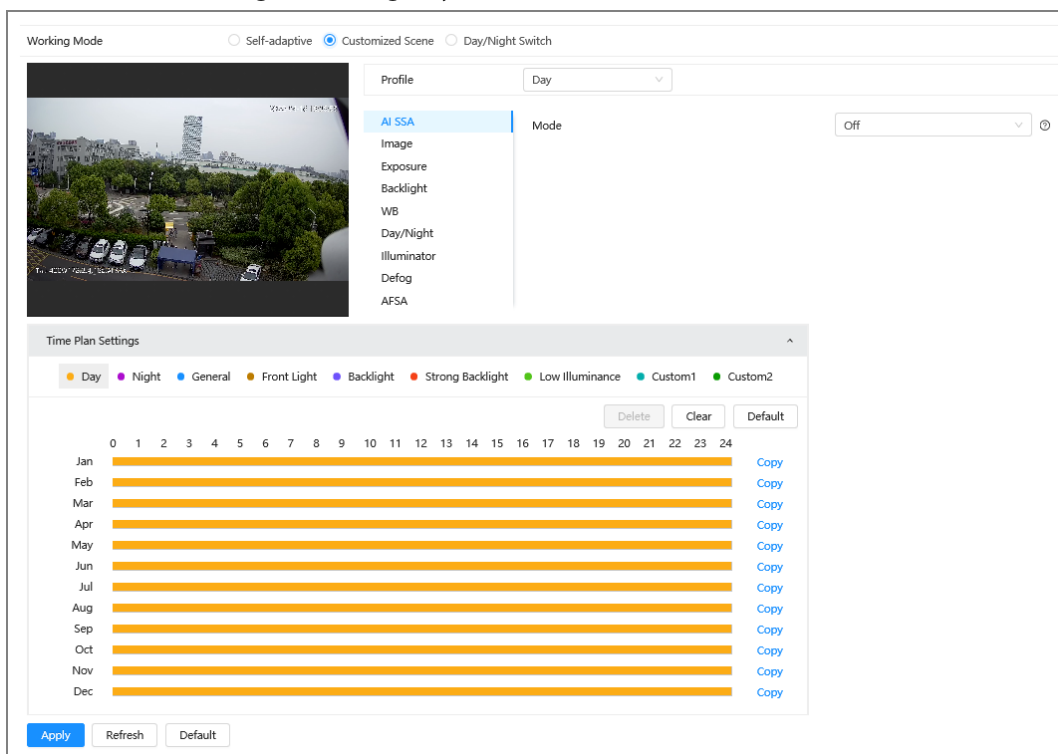 Working Mode Self-adaptive Customized Scene Day/Night Switch
Profile Day
AI SSA Mode Off
Image
Exposure
Backlight
WB
Day/Night
Illuminator
Defog
AFSA
Time Plan Settings
Day Night General Front Light Backlight Strong Backlight Low Illuminance Custom1 Custom2
Delete Clear Default
0 1 2 3 4 5 6 7 8 9 10 11 12 13 14 15 16 17 18 19 20 21 22 23 24
Jan Copy
Feb Copy
Mar Copy
Apr Copy
May Copy
Jun Copy
Jul Copy
Aug Copy
Sep Copy
Oct Copy
Nov Copy
Dec Copy
Apply Refresh Default